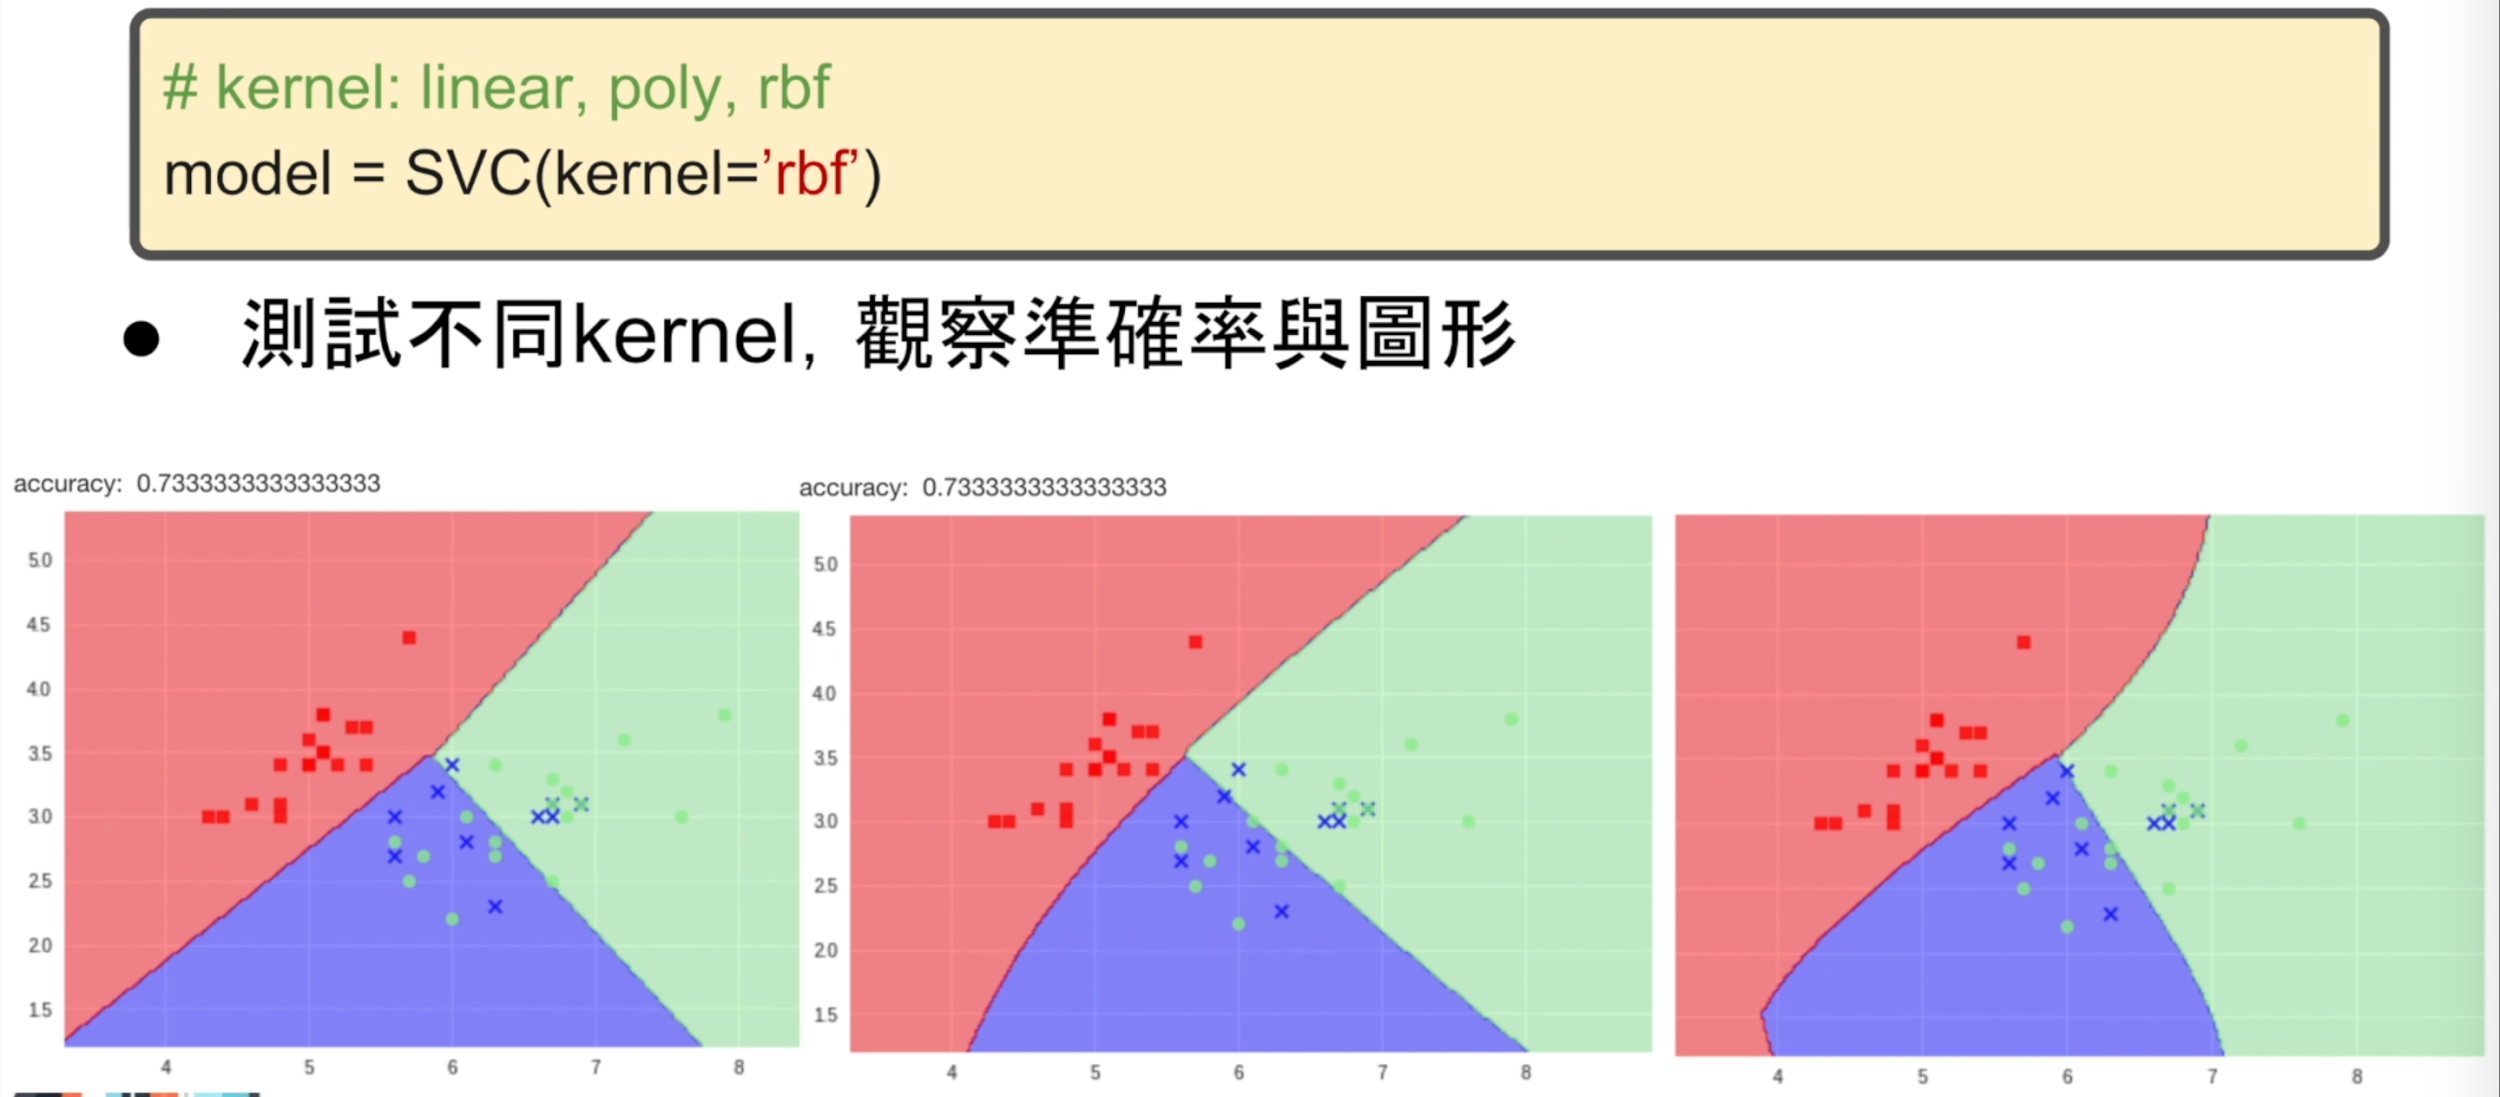 # kernel: linear, poly, rbf
model = SVC(kernel='rbf')
● 測試不同kernel, 觀察準確率與圖形
accuracy: 0.7333333333333333
5.0
4.5
4.0
3.5
3.0
2.5
2.0
1.5
4 5 6 7 8
accuracy: 0.7333333333333333
5.0
4.5
4.0
3.5
3.0
2.5
2.0
1.5
4 5 6 7 8
4 5 6 7 8